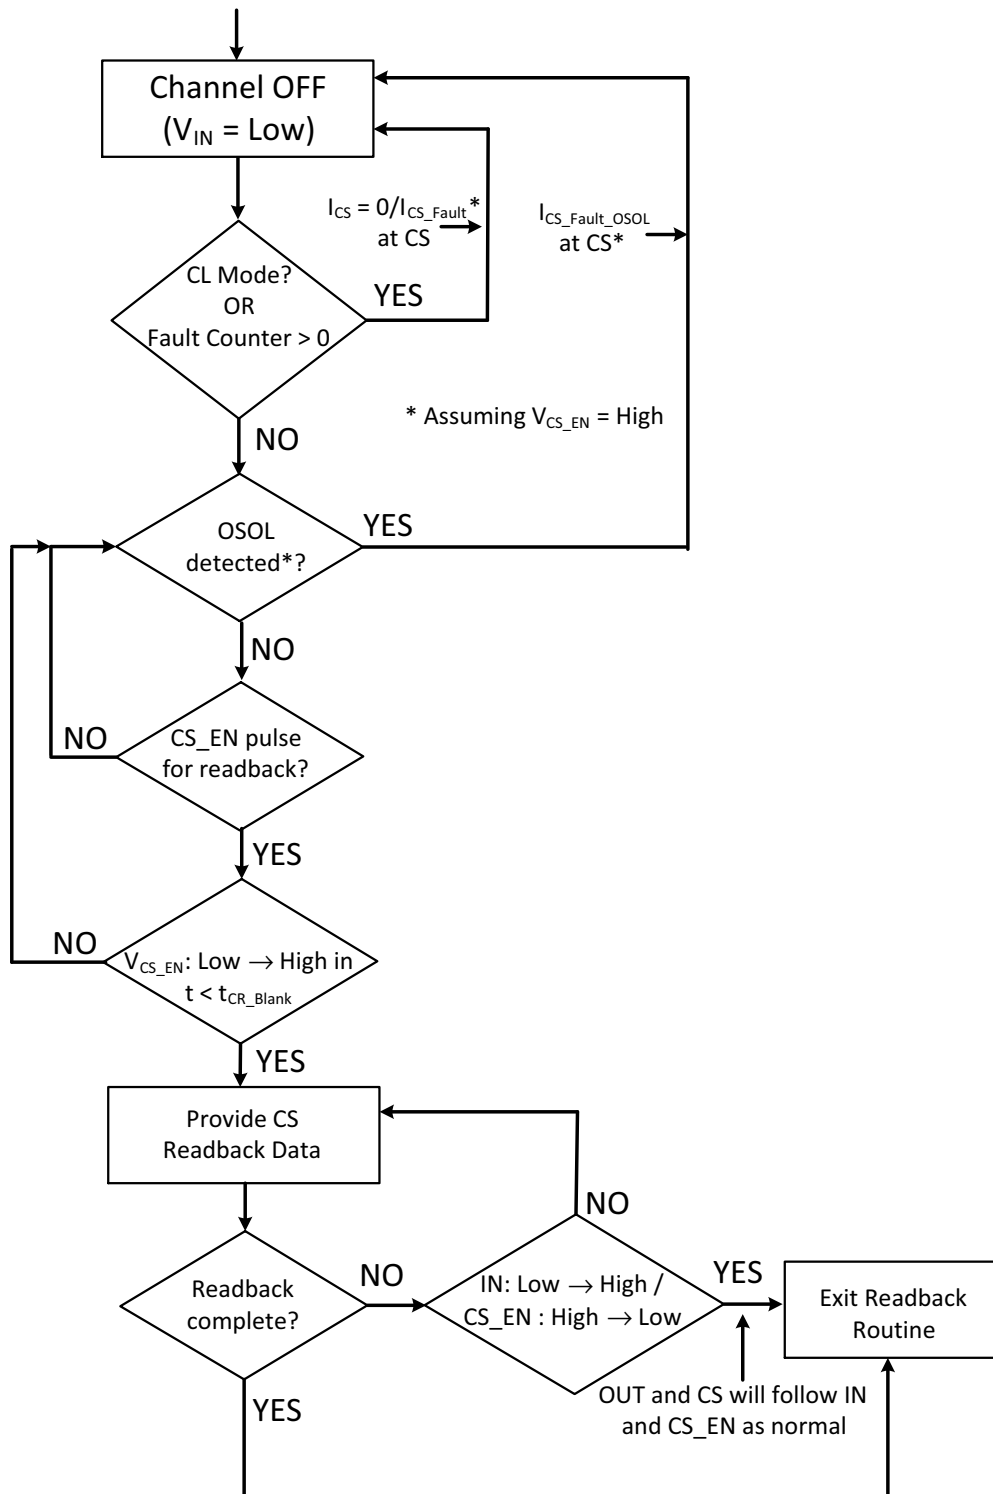 Channel OFF
(V_IN = Low)
I_CS = 0/I_CS_Fault*
at CS
I_CS_Fault_OSOL
at CS*
CL Mode?
OR
Fault Counter > 0
YES
* Assuming V_CS_EN = High
NO
OSOL
detected*?
YES
NO
CS_EN pulse
for readback?
NO
YES
V_CS_EN: Low → High in
t < t_CR_Blank
NO
YES
Provide CS
Readback Data
NO
Readback
complete?
NO
IN: Low → High /
CS_EN : High → Low
YES
Exit Readback
Routine
OUT and CS will follow IN
and CS_EN as normal
YES